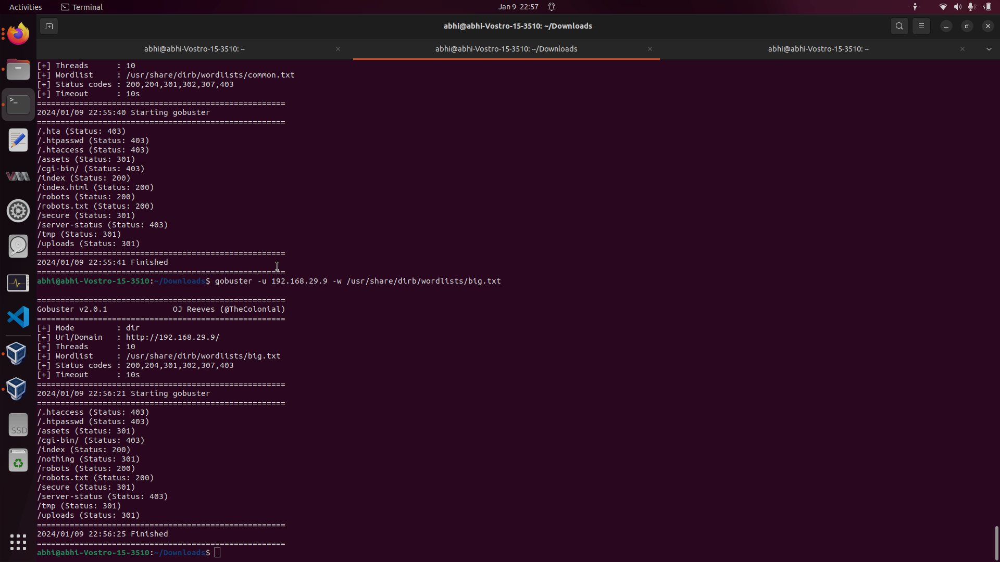 Activities
Terminal
Jan 9 22:57
abhi@abhi-Vostro-15-3510: ~/Downloads
abhi@abhi-Vostro-15-3510: ~
abhi@abhi-Vostro-15-3510: ~/Downloads
abhi@abhi-Vostro-15-3510: ~
[+] Threads      : 10
[+] Wordlist     : /usr/share/dirb/wordlists/common.txt
[+] Status codes : 200,204,301,302,307,403
[+] Timeout      : 10s
=====================================================
2024/01/09 22:55:40 Starting gobuster
=====================================================
/.hta (Status: 403)
/.htpasswd (Status: 403)
/.htaccess (Status: 403)
/assets (Status: 301)
/cgi-bin/ (Status: 403)
/index (Status: 200)
/index.html (Status: 200)
/robots (Status: 200)
/robots.txt (Status: 200)
/secure (Status: 301)
/server-status (Status: 403)
/tmp (Status: 301)
/uploads (Status: 301)
=====================================================
2024/01/09 22:55:41 Finished
=====================================================
abhi@abhi-Vostro-15-3510:~/Downloads$ gobuster -u 192.168.29.9 -w /usr/share/dirb/wordlists/big.txt
=====================================================
Gobuster v2.0.1              OJ Reeves (@TheColonial)
=====================================================
[+] Mode         : dir
[+] Url/Domain   : http://192.168.29.9/
[+] Threads      : 10
[+] Wordlist     : /usr/share/dirb/wordlists/big.txt
[+] Status codes : 200,204,301,302,307,403
[+] Timeout      : 10s
=====================================================
2024/01/09 22:56:21 Starting gobuster
=====================================================
/.htaccess (Status: 403)
/.htpasswd (Status: 403)
/assets (Status: 301)
/cgi-bin/ (Status: 403)
/index (Status: 200)
/nothing (Status: 301)
/robots (Status: 200)
/robots.txt (Status: 200)
/secure (Status: 301)
/server-status (Status: 403)
/tmp (Status: 301)
/uploads (Status: 301)
=====================================================
2024/01/09 22:56:25 Finished
=====================================================
abhi@abhi-Vostro-15-3510:~/Downloads$
SSD